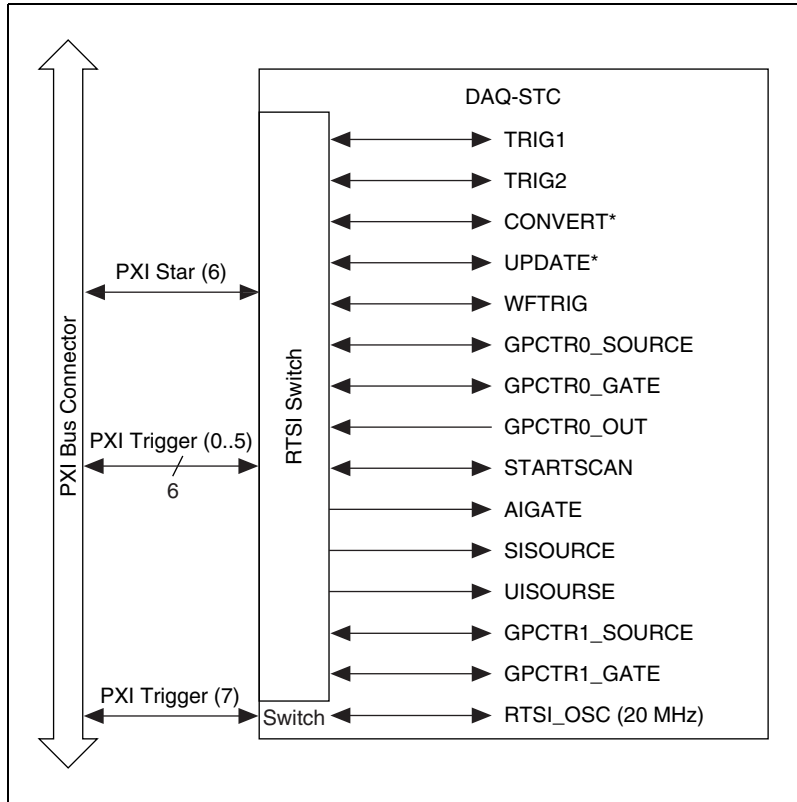 DAQ-STC
TRIG1
TRIG2
CONVERT*
UPDATE*
WFTRIG
GPCTR0_SOURCE
GPCTR0_GATE
GPCTR0_OUT
STARTSCAN
AIGATE
SISOURCE
UISOURSE
GPCTR1_SOURCE
GPCTR1_GATE
RTSI_OSC (20 MHz)
PXI Bus Connector
PXI Star (6)
PXI Trigger (0..5)
6
PXI Trigger (7)
RTSI Switch
Switch